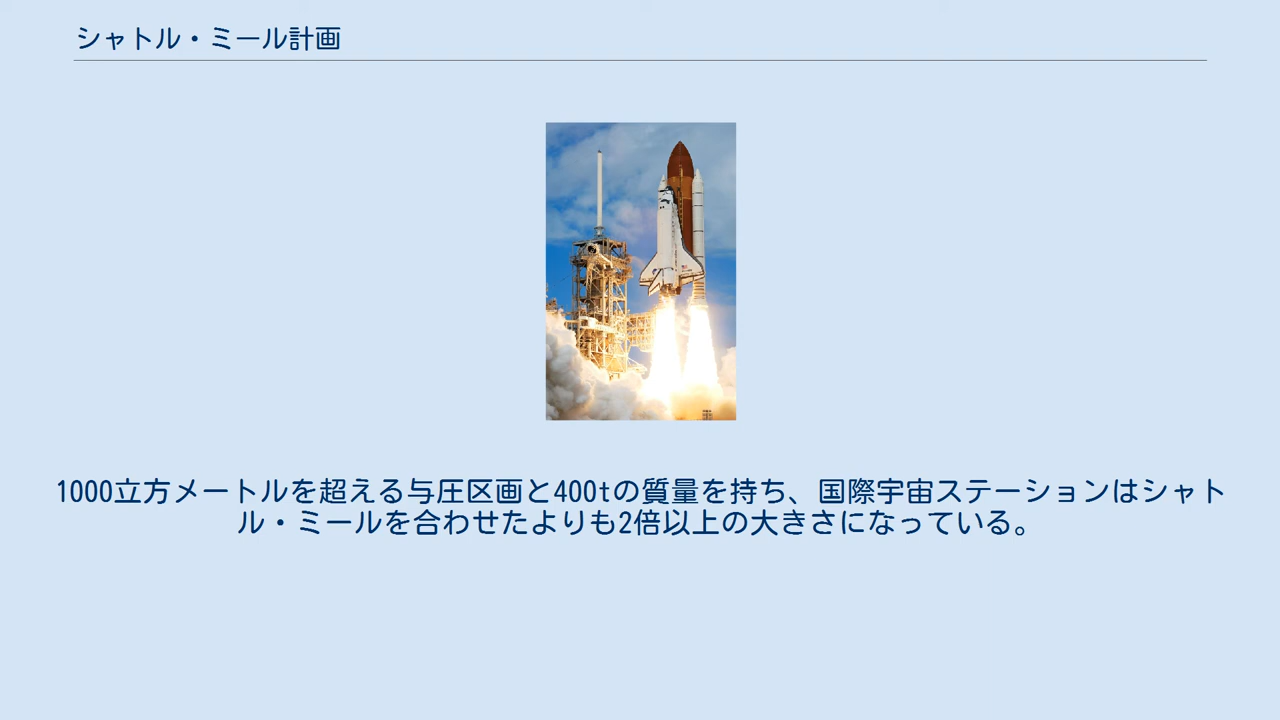 シャトル・ミール計画
1000立方メートルを超える与圧区画と400tの質量を持ち、国際宇宙ステーションはシャト
ル・ミールを合わせたよりも2倍以上の大きさになっている。